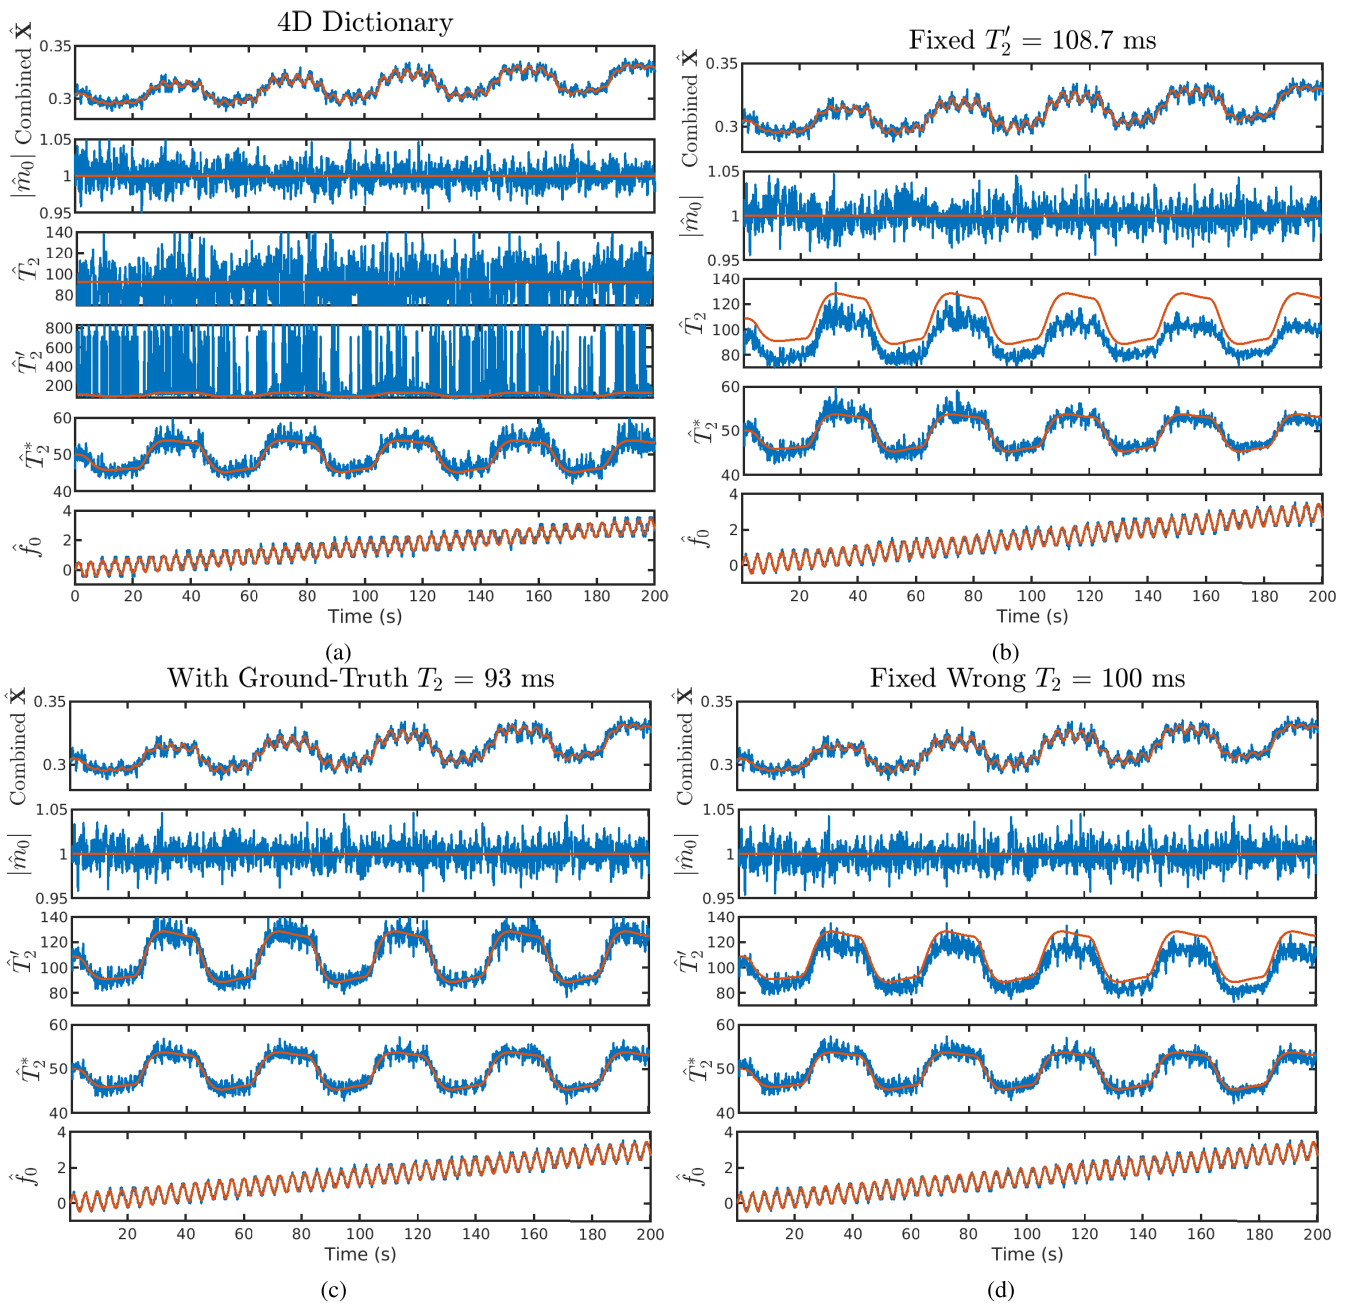 4D Dictionary
Combined X̂
0.35
0.3
|m̂₀|
1.05
1
0.95
T̂₂
140
120
100
80
T̂₂′
800
600
400
200
T̂₂*
60
50
40
f̂₀
4
2
0
0 20 40 60 80 100 120 140 160 180 200
Time (s)
(a)
Fixed T₂′ = 108.7 ms
Combined X̂
0.35
0.3
|m̂₀|
1.05
1
0.95
T̂₂
140
120
100
80
T̂₂*
60
50
40
f̂₀
4
2
0
20 40 60 80 100 120 140 160 180 200
Time (s)
(b)
With Ground-Truth T₂ = 93 ms
Combined X̂
0.35
0.3
|m̂₀|
1.05
1
0.95
T̂₂′
140
120
100
80
T̂₂*
60
50
40
f̂₀
4
2
0
20 40 60 80 100 120 140 160 180 200
Time (s)
(c)
Fixed Wrong T₂ = 100 ms
Combined X̂
0.35
0.3
|m̂₀|
1.05
1
0.95
T̂₂′
140
120
100
80
T̂₂*
60
50
40
f̂₀
4
2
0
20 40 60 80 100 120 140 160 180 200
Time (s)
(d)